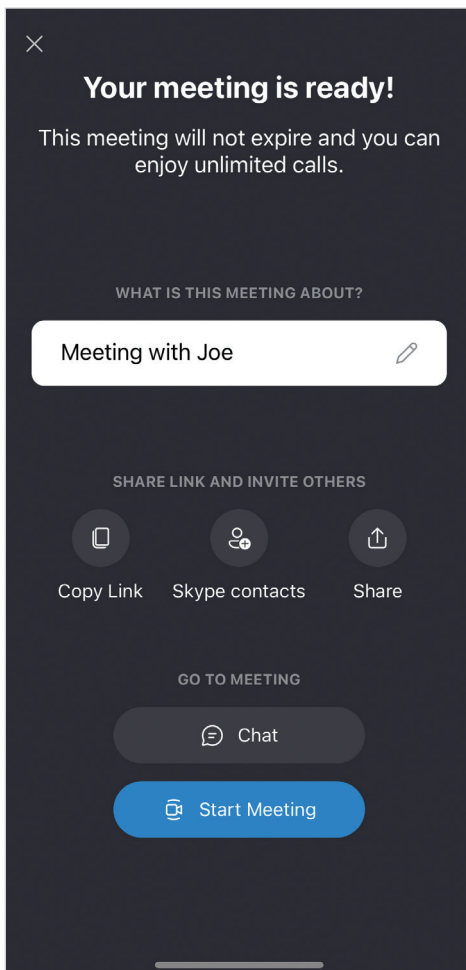 Your meeting is ready!
This meeting will not expire and you can
enjoy unlimited calls.
WHAT IS THIS MEETING ABOUT?
Meeting with Joe
SHARE LINK AND INVITE OTHERS
Copy Link Skype contacts Share
GO TO MEETING
Chat
Start Meeting